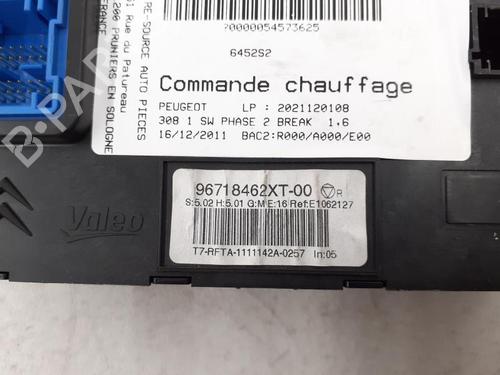 ?0000054573625
6452S2
Commande chauffage
PEUGEOT LP : 2021120108
308 1 SW PHASE 2 BREAK 1.6
16/12/2011 BAC2:R000/A000/E00
RE-SOURCE AUTO PIECES
61 Rue du Patureau
200 PRUNIERS EN SOLOGNE
FRANCE
B-PARTS
Valeo
96718462XT-00 R
S:5.02 H:5.01 G:M E:16 Ref:E1062127
T7-RFTA-1111142A-0257 In:05